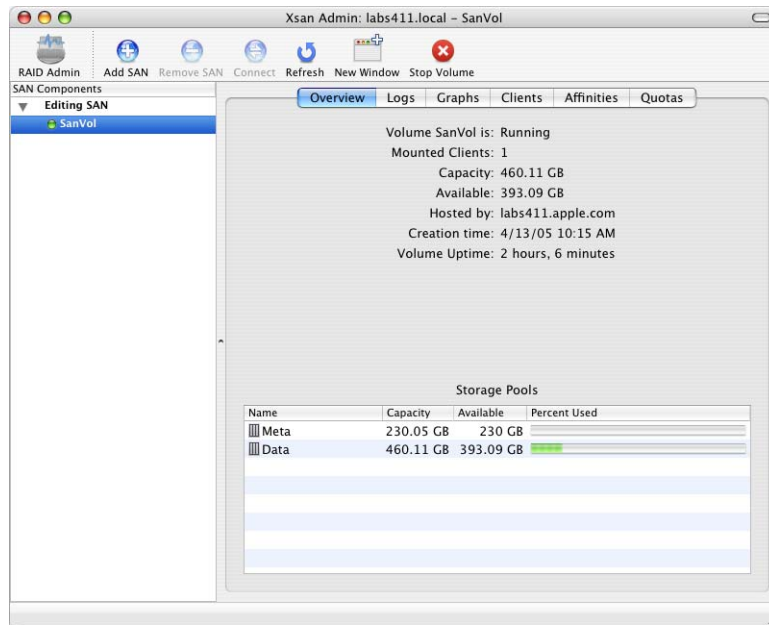 Xsan Admin: labs411.local – SanVol
RAID Admin Add SAN Remove SAN Connect Refresh New Window Stop Volume
SAN Components
Editing SAN
SanVol
Overview Logs Graphs Clients Affinities Quotas
Volume SanVol is: Running
Mounted Clients: 1
Capacity: 460.11 GB
Available: 393.09 GB
Hosted by: labs411.apple.com
Creation time: 4/13/05 10:15 AM
Volume Uptime: 2 hours, 6 minutes
Storage Pools
Name Capacity Available Percent Used
Meta 230.05 GB 230 GB
Data 460.11 GB 393.09 GB